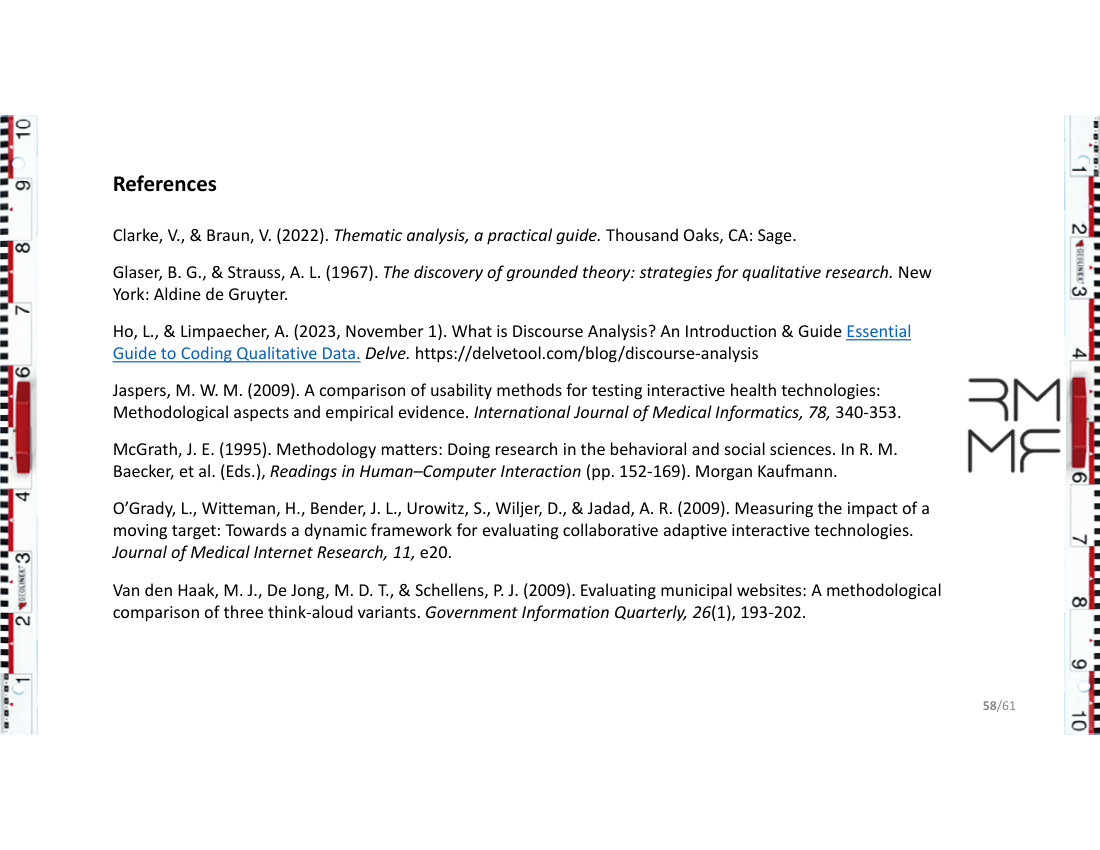 References
Clarke, V., & Braun, V. (2022). Thematic analysis, a practical guide. Thousand Oaks, CA: Sage.
Glaser, B. G., & Strauss, A. L. (1967). The discovery of grounded theory: strategies for qualitative research. New
York: Aldine de Gruyter.
Ho, L., & Limpaecher, A. (2023, November 1). What is Discourse Analysis? An Introduction & Guide Essential
Guide to Coding Qualitative Data. Delve. https://delvetool.com/blog/discourse-analysis
Jaspers, M. W. M. (2009). A comparison of usability methods for testing interactive health technologies:
Methodological aspects and empirical evidence. International Journal of Medical Informatics, 78, 340-353.
McGrath, J. E. (1995). Methodology matters: Doing research in the behavioral and social sciences. In R. M.
Baecker, et al. (Eds.), Readings in Human–Computer Interaction (pp. 152-169). Morgan Kaufmann.
O’Grady, L., Witteman, H., Bender, J. L., Urowitz, S., Wiljer, D., & Jadad, A. R. (2009). Measuring the impact of a
moving target: Towards a dynamic framework for evaluating collaborative adaptive interactive technologies.
Journal of Medical Internet Research, 11, e20.
Van den Haak, M. J., De Jong, M. D. T., & Schellens, P. J. (2009). Evaluating municipal websites: A methodological
comparison of three think-aloud variants. Government Information Quarterly, 26(1), 193-202.
RM
MF
58/61
10
9
8
7
6
4
3
GEOLINER
2
1
1
2
GEOLINER
3
4
6
7
8
9
10